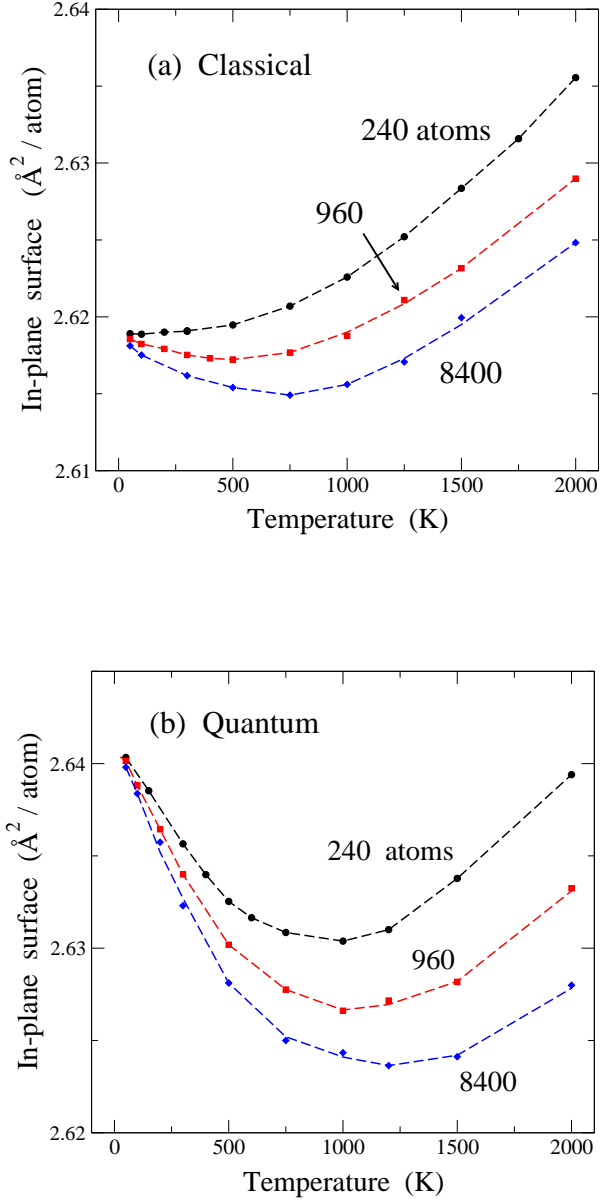 2.64
(a) Classical
240 atoms
2.63
960
2.62
8400
2.61
0 500 1000 1500 2000
Temperature (K)
In-plane surface (Å² / atom)
(b) Quantum
2.64
240 atoms
2.63
960
8400
2.62
0 500 1000 1500 2000
Temperature (K)
In-plane surface (Å² / atom)